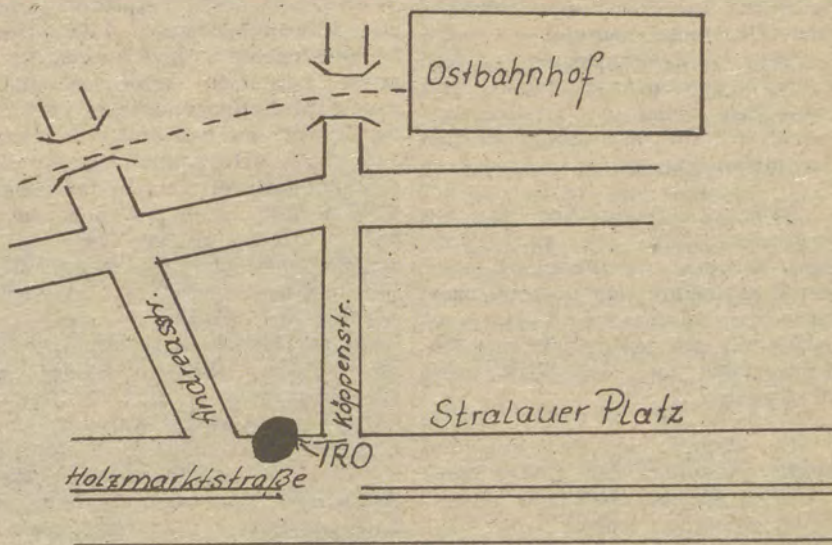 Ostbahnhof
Andreasstr.
Köppenstr.
Stralauer Platz
TRO
Holzmarktstraße